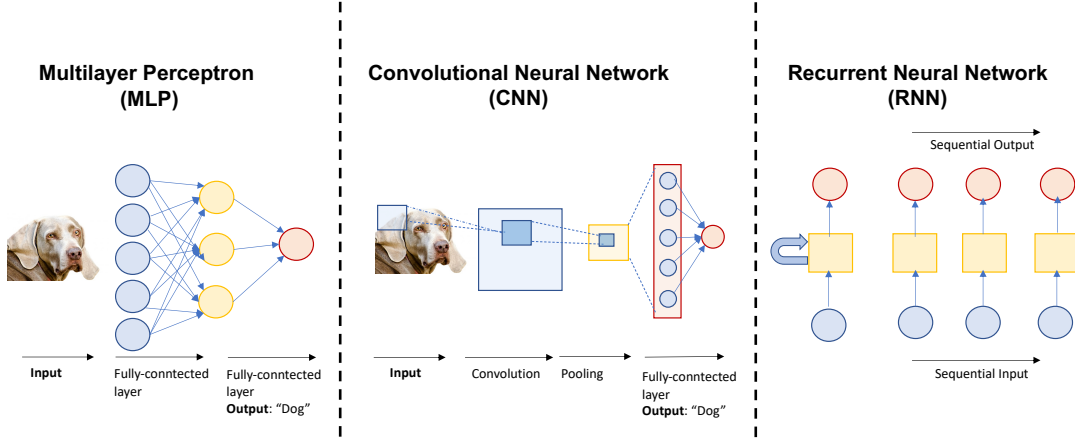 Multilayer Perceptron
(MLP)
Input
Fully-conntected
layer
Fully-conntected
layer
Output: “Dog”
Convolutional Neural Network
(CNN)
Input
Convolution
Pooling
Fully-conntected
layer
Output: “Dog”
Recurrent Neural Network
(RNN)
Sequential Output
Sequential Input